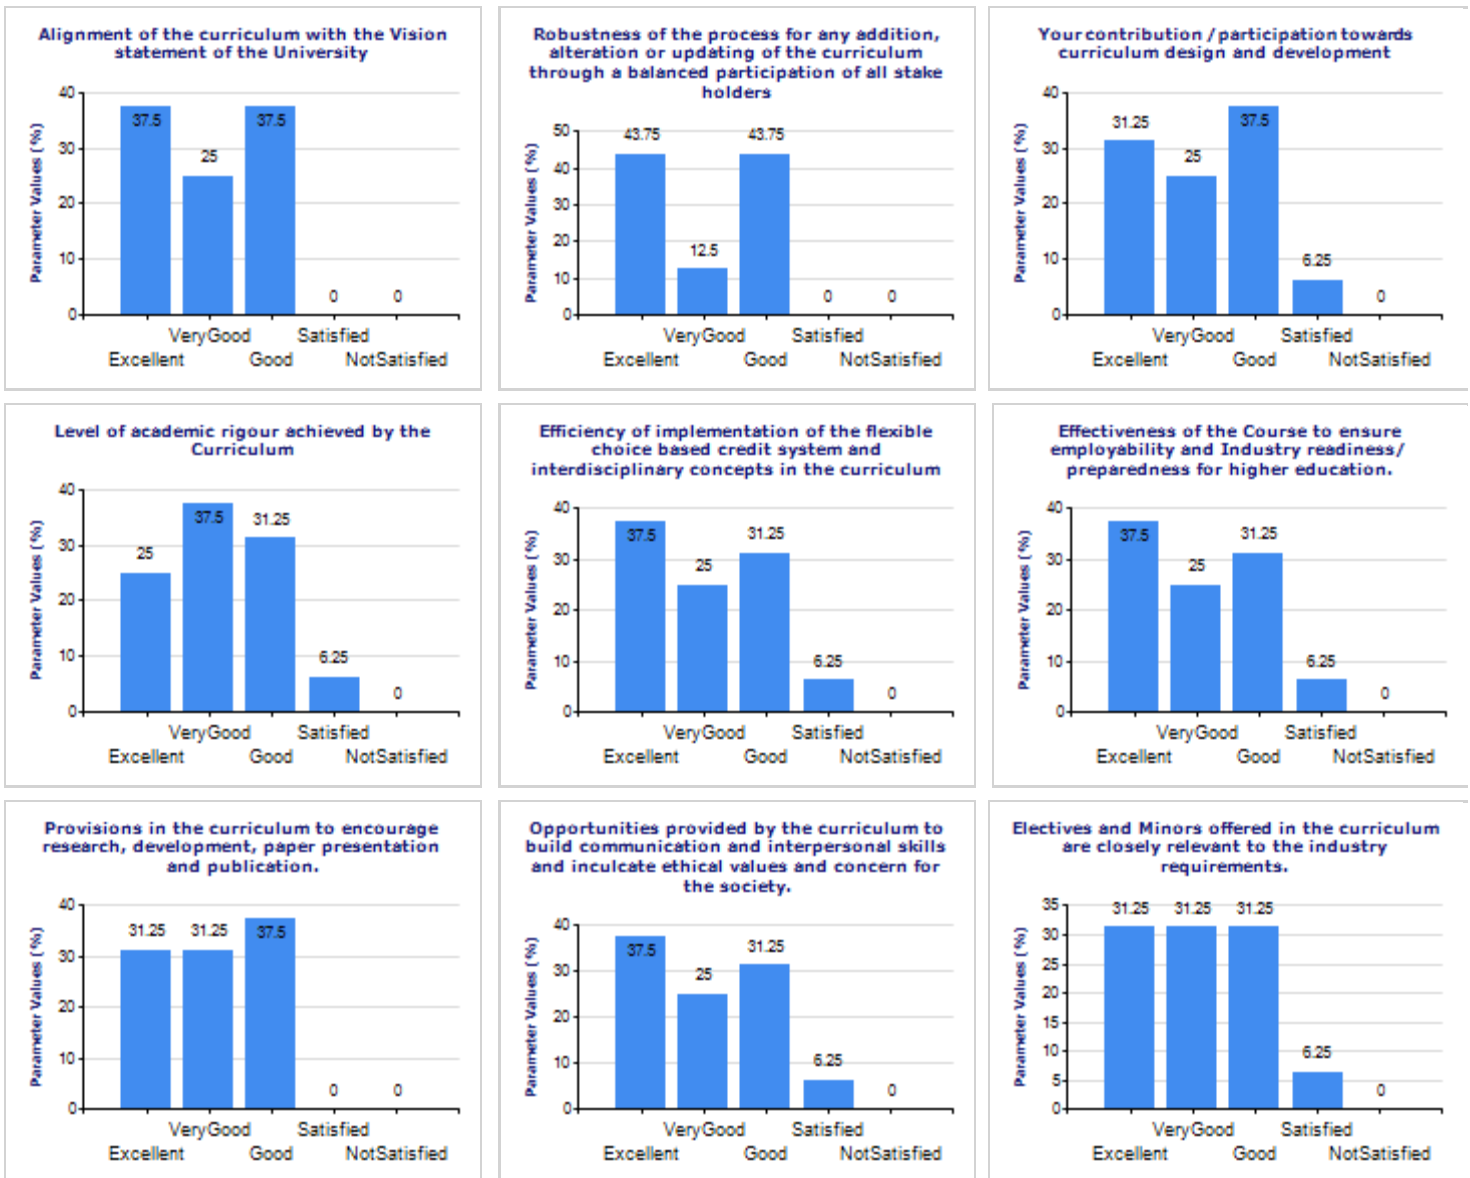 Alignment of the curriculum with the Vision
statement of the University
Parameter Values (%)
40
30
20
10
0
37.5
25
37.5
0
0
VeryGood Satisfied
Excellent Good NotSatisfied
Robustness of the process for any addition,
alteration or updating of the curriculum
through a balanced participation of all stake
holders
Parameter Values (%)
50
40
30
20
10
0
43.75
12.5
43.75
0
0
VeryGood Satisfied
Excellent Good NotSatisfied
Your contribution / participation towards
curriculum design and development
Parameter Values (%)
40
30
20
10
0
31.25
25
37.5
6.25
0
VeryGood Satisfied
Excellent Good NotSatisfied
Level of academic rigour achieved by the
Curriculum
Parameter Values (%)
40
30
20
10
0
25
37.5
31.25
6.25
0
VeryGood Satisfied
Excellent Good NotSatisfied
Efficiency of implementation of the flexible
choice based credit system and
interdisciplinary concepts in the curriculum
Parameter Values (%)
40
30
20
10
0
37.5
25
31.25
6.25
0
VeryGood Satisfied
Excellent Good NotSatisfied
Effectiveness of the Course to ensure
employability and Industry readiness/
preparedness for higher education.
Parameter Values (%)
40
30
20
10
0
37.5
25
31.25
6.25
0
VeryGood Satisfied
Excellent Good NotSatisfied
Provisions in the curriculum to encourage
research, development, paper presentation
and publication.
Parameter Values (%)
40
30
20
10
0
31.25
31.25
37.5
0
0
VeryGood Satisfied
Excellent Good NotSatisfied
Opportunities provided by the curriculum to
build communication and interpersonal skills
and inculcate ethical values and concern for
the society.
Parameter Values (%)
40
30
20
10
0
37.5
25
31.25
6.25
0
VeryGood Satisfied
Excellent Good NotSatisfied
Electives and Minors offered in the curriculum
are closely relevant to the industry
requirements.
Parameter Values (%)
35
30
25
20
15
10
5
0
31.25
31.25
31.25
6.25
0
VeryGood Satisfied
Excellent Good NotSatisfied